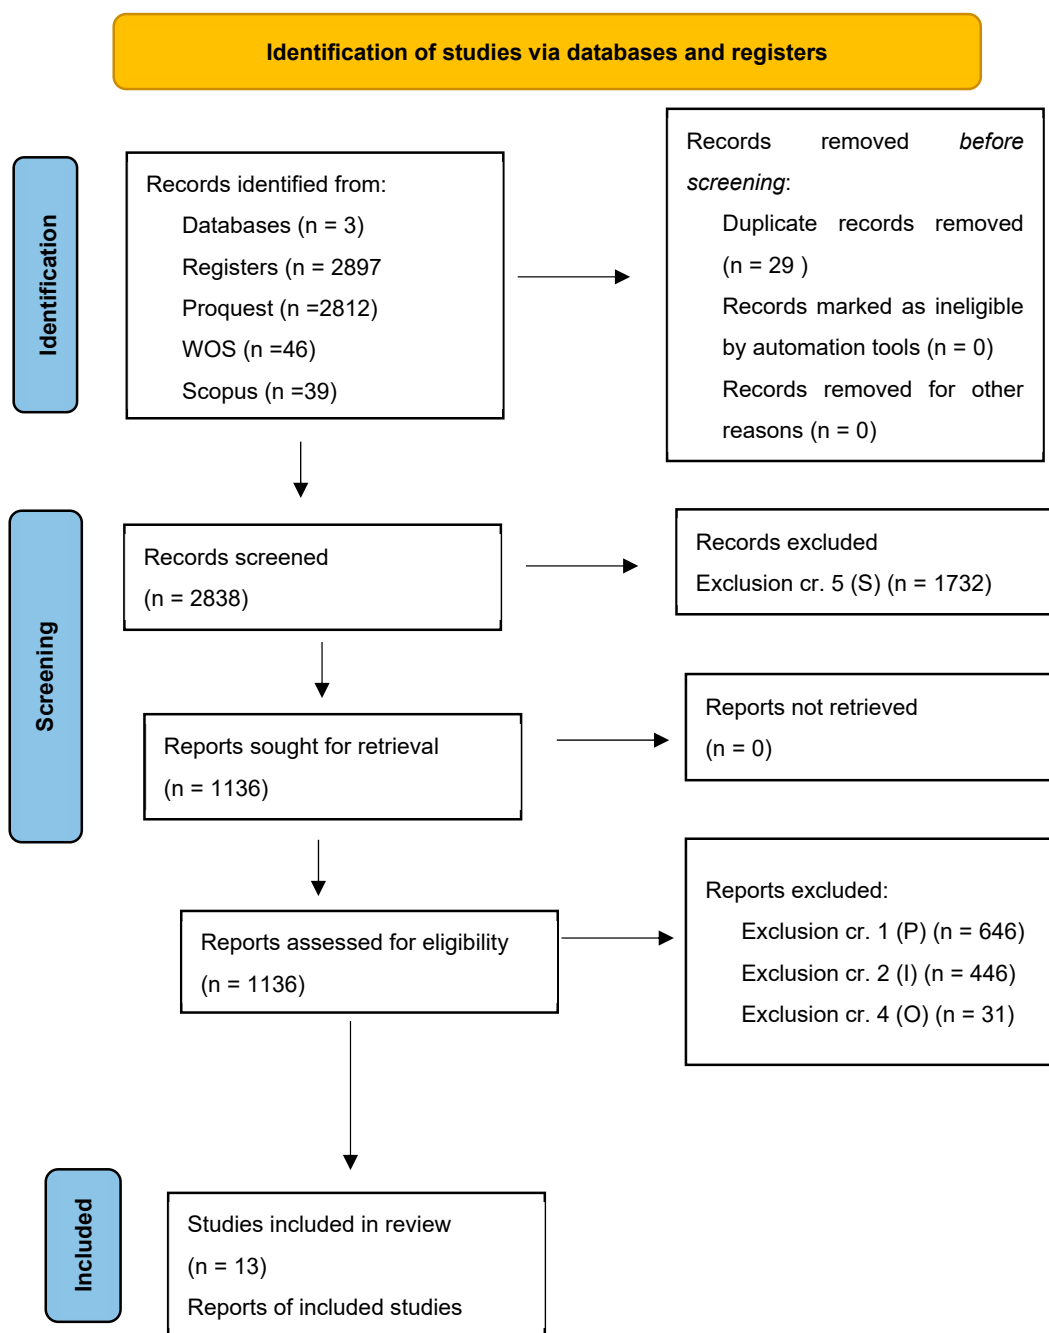 Identification of studies via databases and registers
Identification
Records identified from:
Databases (n = 3)
Registers (n = 2897
Proquest (n =2812)
WOS (n =46)
Scopus (n =39)
Records removed before
screening:
Duplicate records removed
(n = 29 )
Records marked as ineligible
by automation tools (n = 0)
Records removed for other
reasons (n = 0)
Screening
Records screened
(n = 2838)
Records excluded
Exclusion cr. 5 (S) (n = 1732)
Reports sought for retrieval
(n = 1136)
Reports not retrieved
(n = 0)
Reports assessed for eligibility
(n = 1136)
Reports excluded:
Exclusion cr. 1 (P) (n = 646)
Exclusion cr. 2 (I) (n = 446)
Exclusion cr. 4 (O) (n = 31)
Included
Studies included in review
(n = 13)
Reports of included studies